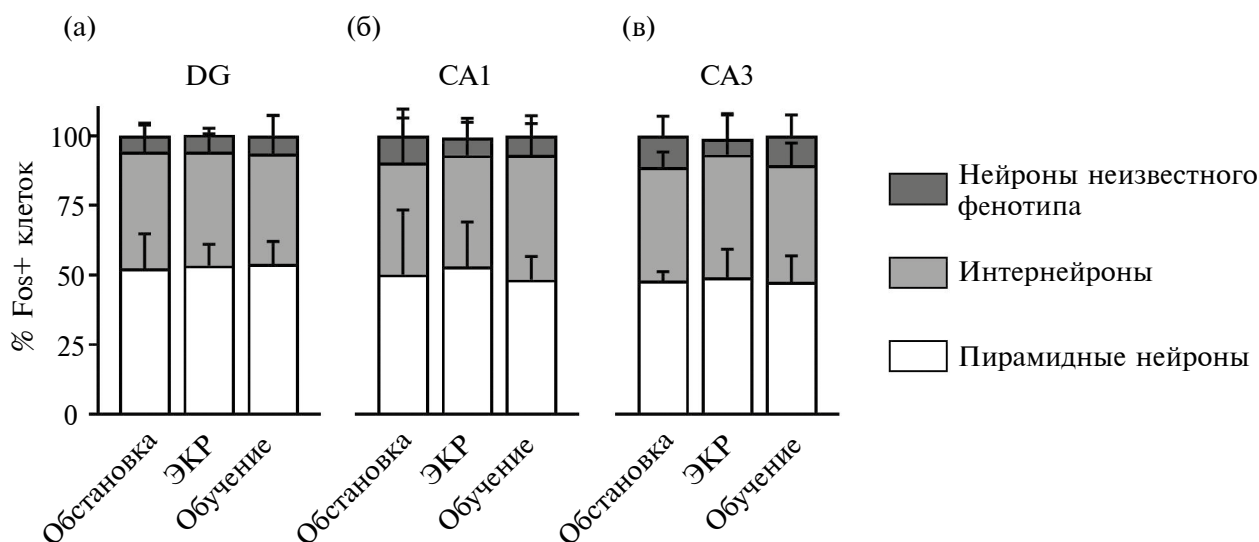 (а)
(б)
(в)
DG
CA1
CA3
% Fos+ клеток
100
75
50
25
0
Обстановка
ЭКР
Обучение
Обстановка
ЭКР
Обучение
Обстановка
ЭКР
Обучение
Нейроны неизвестного
фенотипа
Интернейроны
Пирамидные нейроны